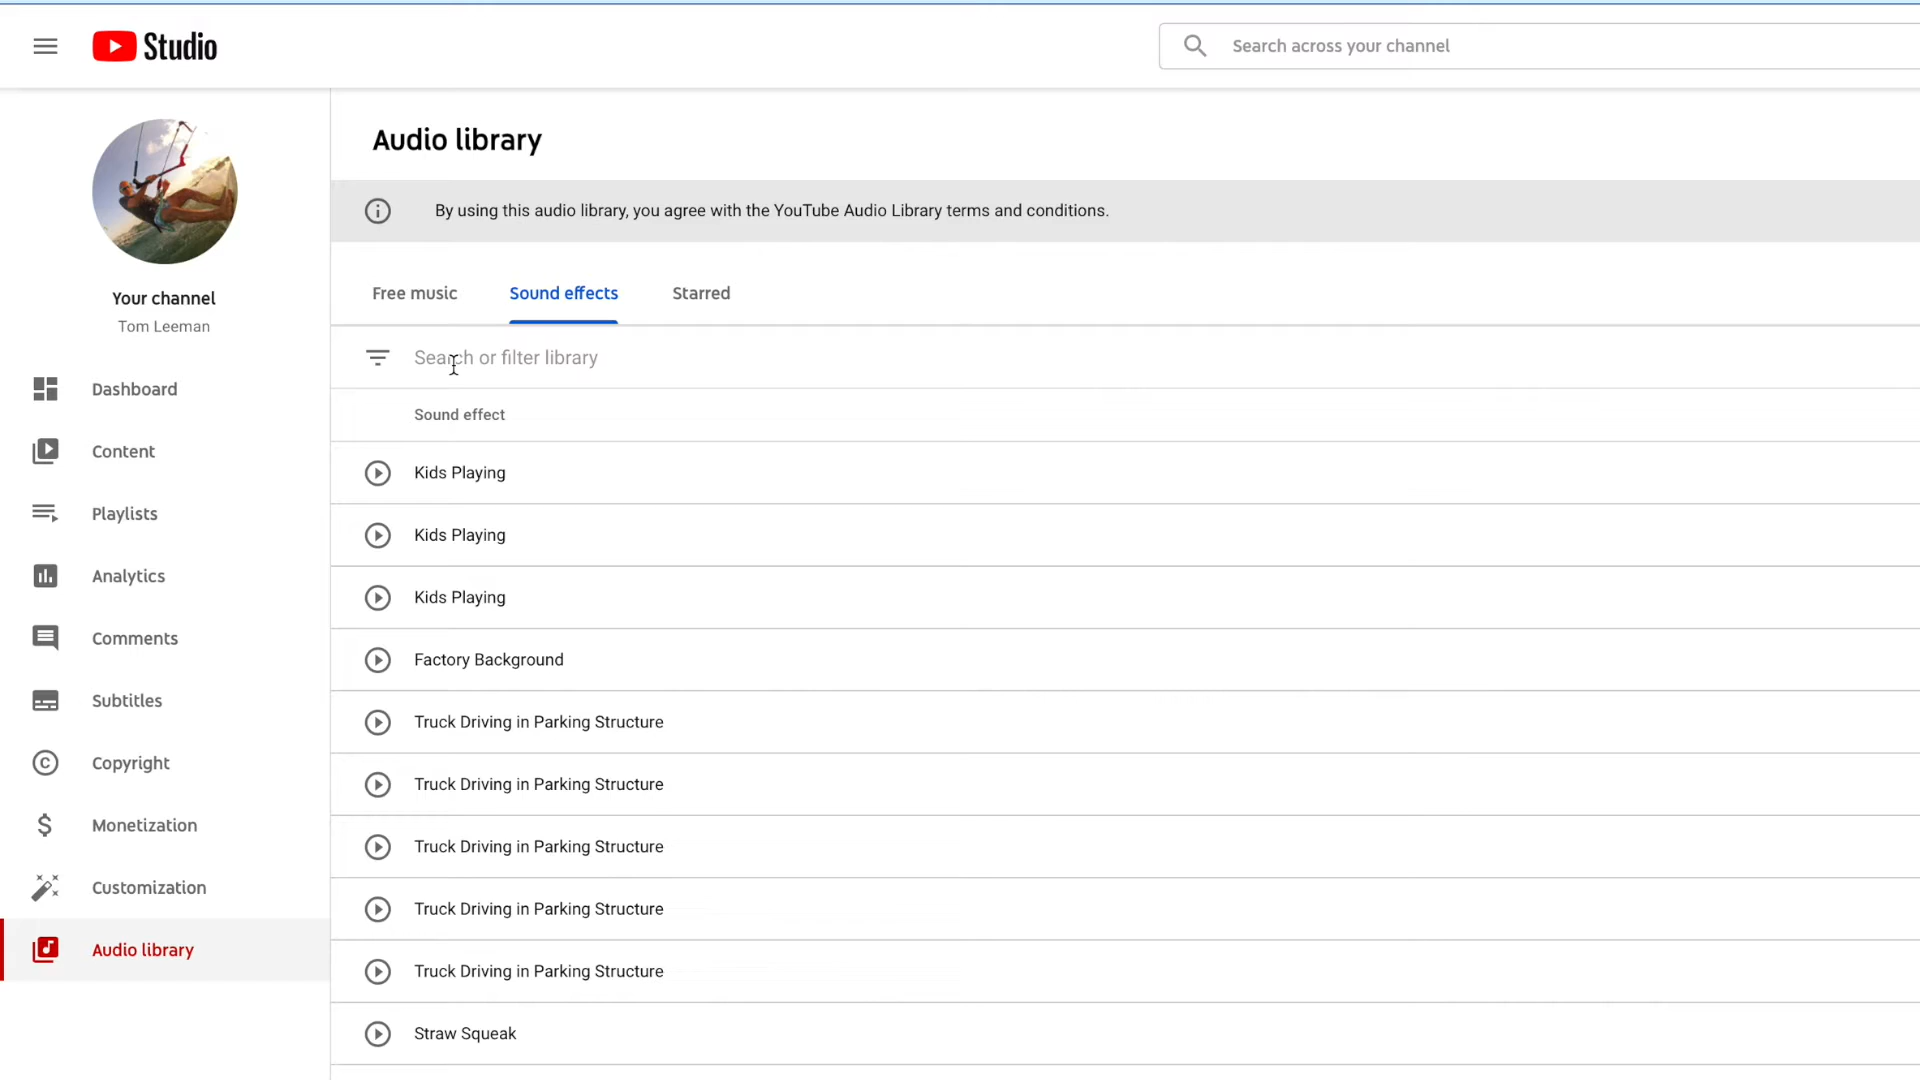 Studio
Search across your channel
Audio library
By using this audio library, you agree with the YouTube Audio Library terms and conditions.
Your channel
Tom Leeman
Free music
Sound effects
Starred
Search or filter library
Dashboard
Content
Playlists
Analytics
Comments
Subtitles
Copyright
Monetization
Customization
Audio library
Sound effect
Kids Playing
Kids Playing
Kids Playing
Factory Background
Truck Driving in Parking Structure
Truck Driving in Parking Structure
Truck Driving in Parking Structure
Truck Driving in Parking Structure
Truck Driving in Parking Structure
Straw Squeak